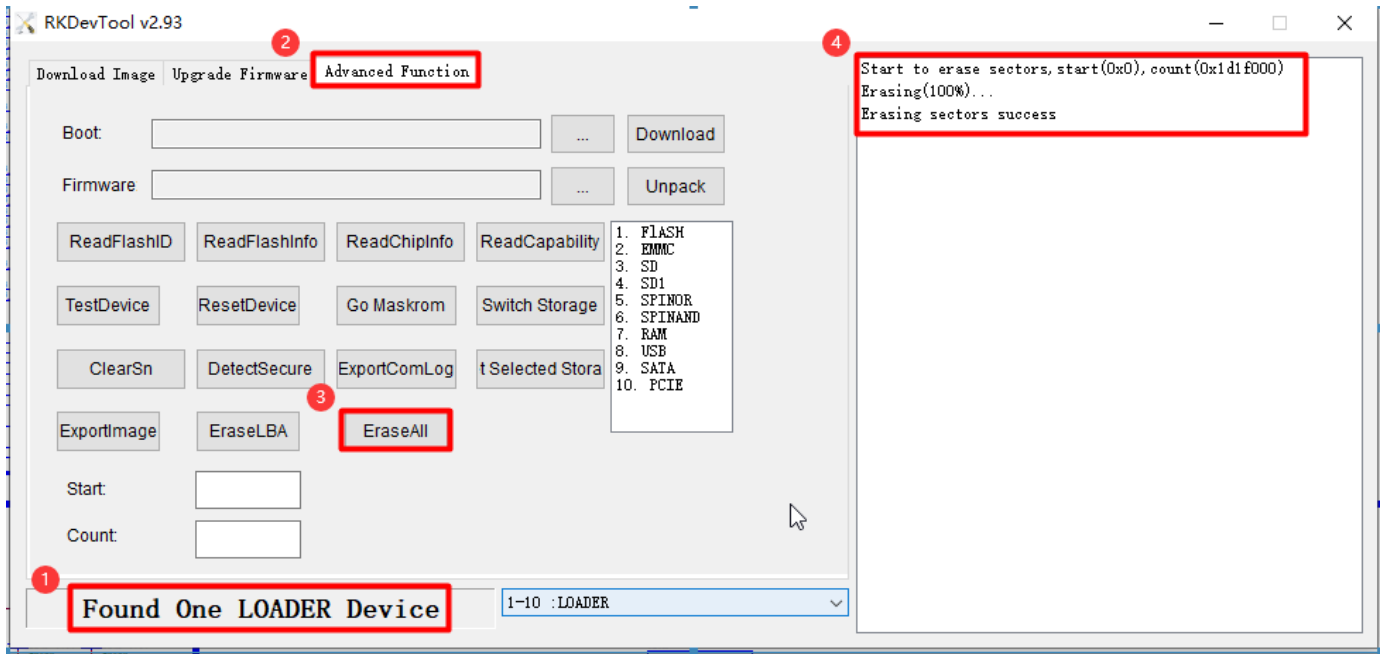 RKDevTool v2.93
2
4
Download Image
Upgrade Firmware
Advanced Function
Boot:
...
Download
Firmware
...
Unpack
ReadFlashID
ReadFlashInfo
ReadChipInfo
ReadCapability
TestDevice
ResetDevice
Go Maskrom
Switch Storage
ClearSn
DetectSecure
ExportComLog
t Selected Stora
3
ExportImage
EraseLBA
EraseAll
1. FlASH
2. EMMC
3. SD
4. SD1
5. SPINOR
6. SPINAND
7. RAM
8. USB
9. SATA
10. PCIE
Start:
Count:
1
Found One LOADER Device
1-10 :LOADER
Start to erase sectors,start(0x0),count(0x1d1f000)
Erasing(100%)...
Erasing sectors success